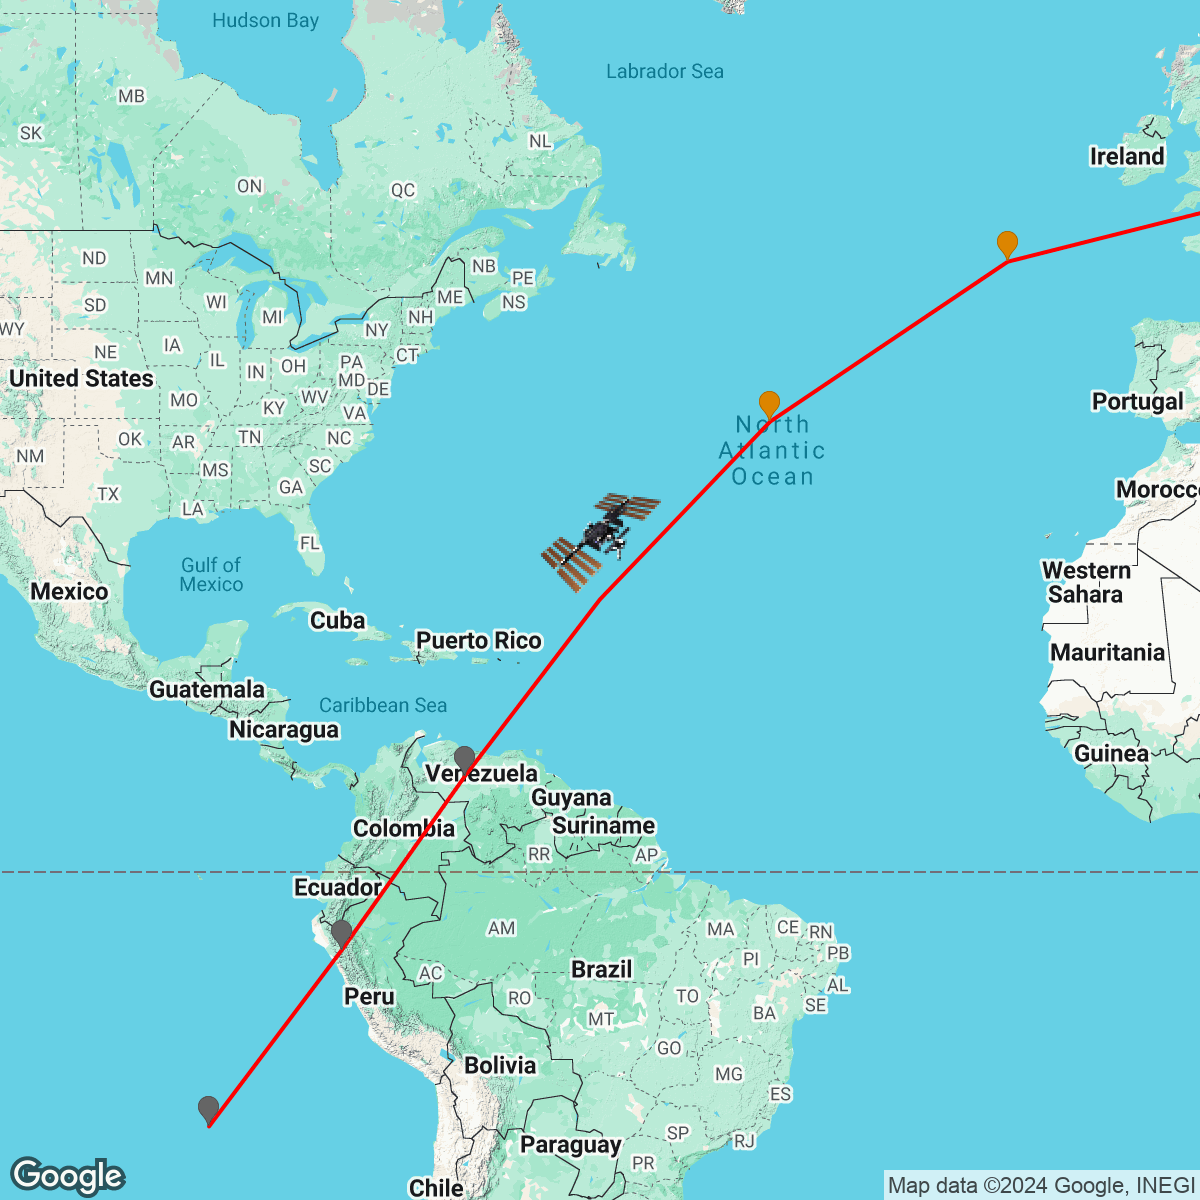 Hudson Bay
Labrador Sea
MB
SK
NL
Ireland
ON
QC
ND
MN
NB
PE
ME
NS
SD
WI
MI
NH
WY
NY
IA
NE
IL
IN
OH
PA
CT
United States
MD
DE
MO
WV
KY
VA
Portugal
OK
AR
TN
NC
North
Atlantic
Ocean
NM
MS
SC
TX
GA
LA
Morocco
FL
Gulf of
Mexico
Mexico
Western
Sahara
Cuba
Puerto Rico
Mauritania
Guatemala
Caribbean Sea
Nicaragua
Guinea
Venezuela
Guyana
Colombia
Suriname
RR
AP
Ecuador
AM
MA
CE
RN
PI
PB
AC
Brazil
AL
Peru
RO
TO
SE
MT
BA
GO
Bolivia
MG
ES
SP
RJ
Paraguay
PR
Chile
Google
Map data ©2024 Google, INEGI